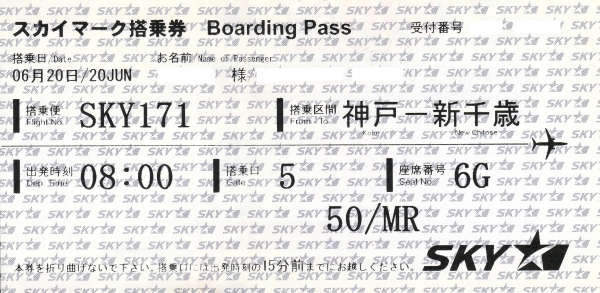 スカイマーク搭乗券 Boarding Pass 受付番号
搭乗日/Date お名前/Name of Passenger
06月20日/20JUN 様
搭乗便 Flight No. SKY171 搭乗区間 From / To 神戸－新千歳
Kobe New Chitose
出発時刻 Dep. Time 08:00 搭乗口 Gate 5 座席番号 Seat No. 6G
50/MR
SKY
本券を折り曲げないで下さい。搭乗口には出発時刻の15分前までにお越しください。